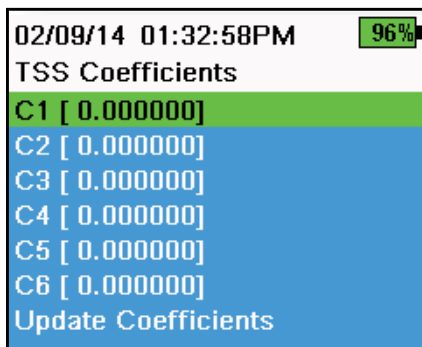 02/09/14 01:32:58PM 96%
TSS Coefficients
C1 [ 0.000000]
C2 [ 0.000000]
C3 [ 0.000000]
C4 [ 0.000000]
C5 [ 0.000000]
C6 [ 0.000000]
Update Coefficients